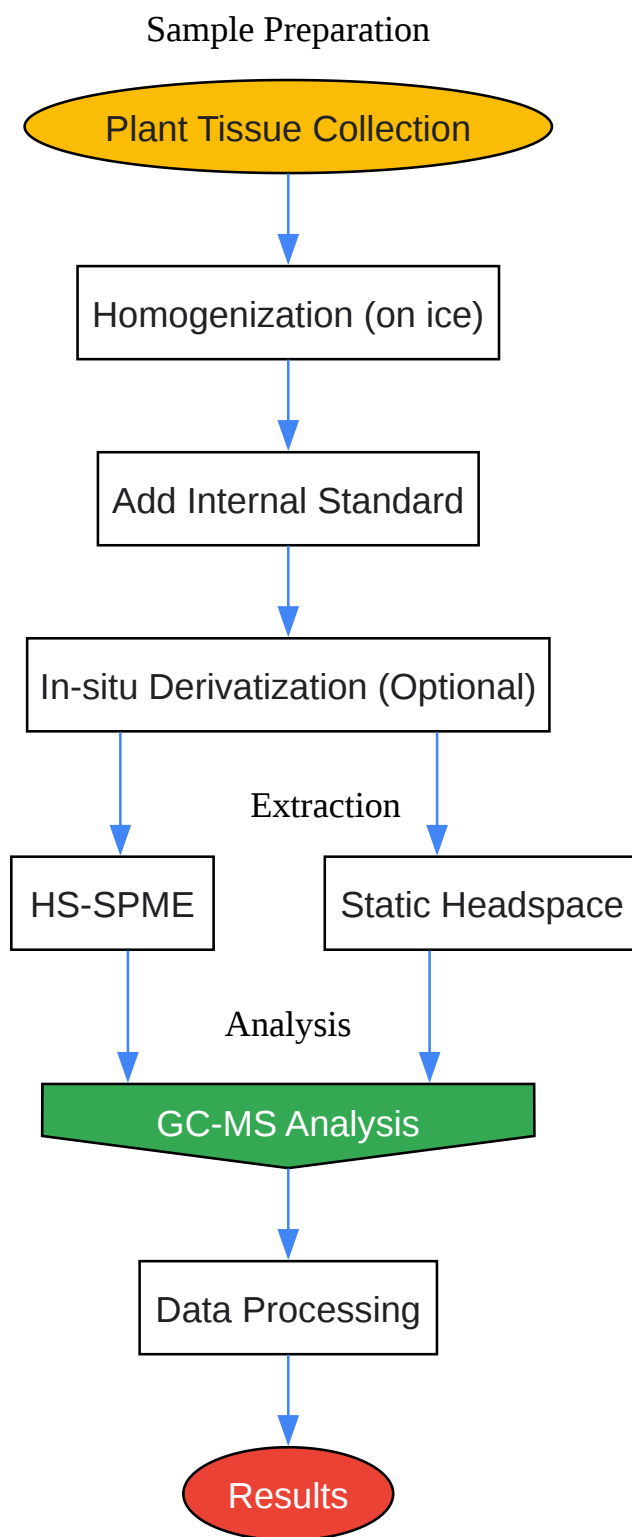 Sample Preparation
Plant Tissue Collection
Homogenization (on ice)
Add Internal Standard
In-situ Derivatization (Optional)
Extraction
HS-SPME
Static Headspace
Analysis
GC-MS Analysis
Data Processing
Results